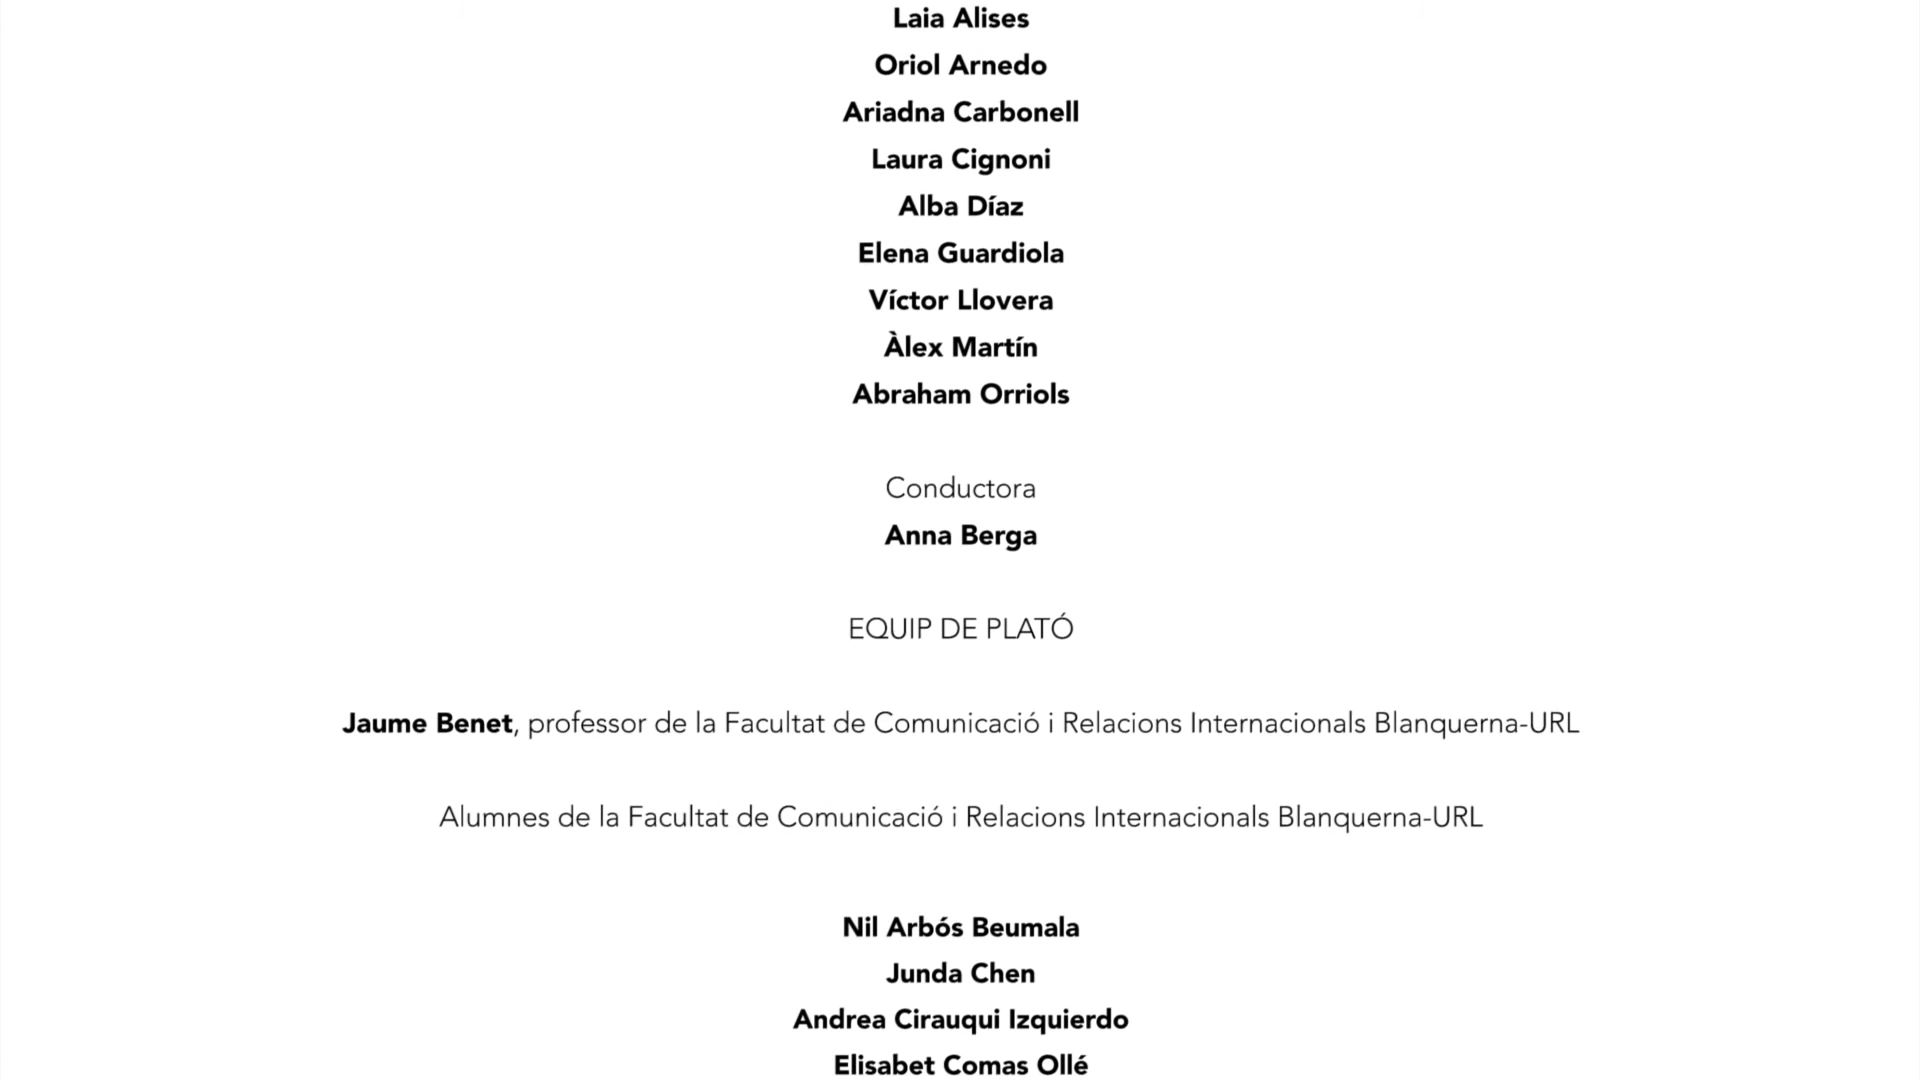 Laia Alises
Oriol Arnedo
Ariadna Carbonell
Laura Cignoni
Alba Díaz
Elena Guardiola
Víctor Llovera
Àlex Martín
Abraham Orriols
Conductora
Anna Berga
EQUIP DE PLATÓ
Jaume Benet, professor de la Facultat de Comunicació i Relacions Internacionals Blanquerna-URL
Alumnes de la Facultat de Comunicació i Relacions Internacionals Blanquerna-URL
Nil Arbós Beumala
Junda Chen
Andrea Cirauqui Izquierdo
Elisabet Comas Ollé